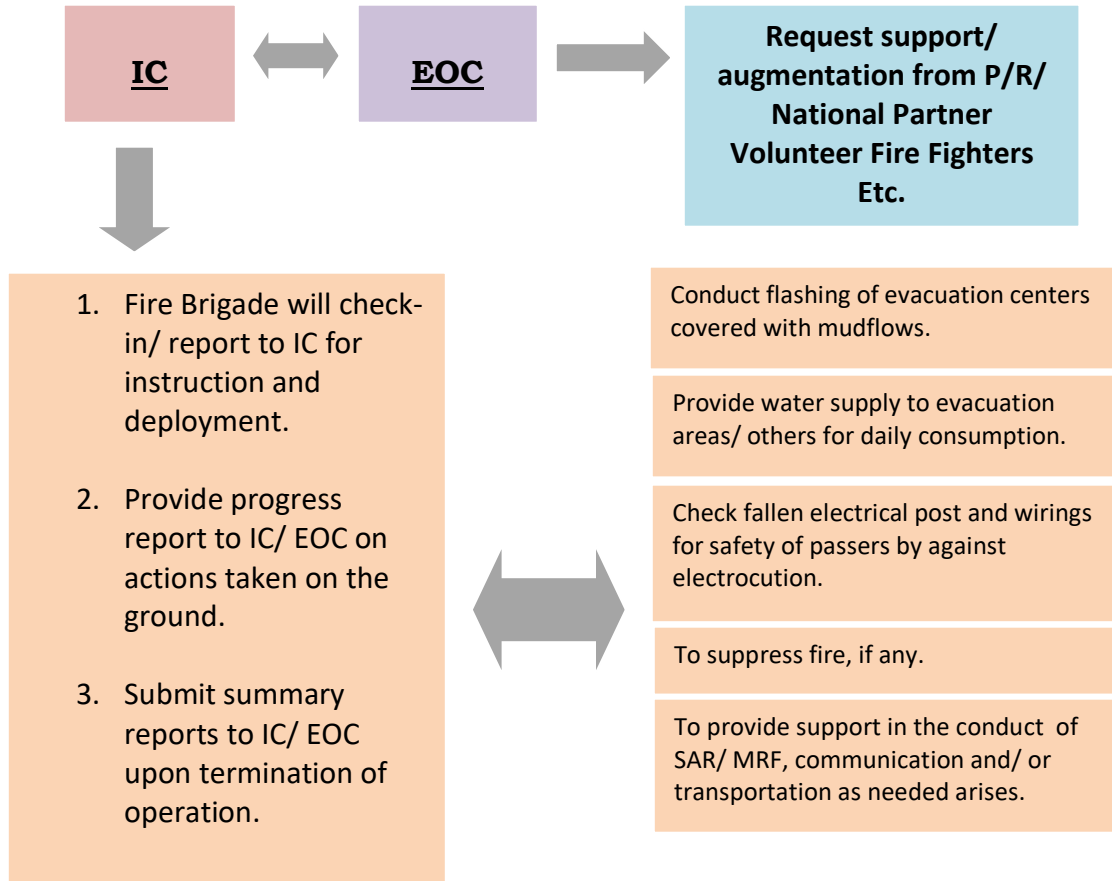 IC
EOC
Request support/
augmentation from P/R/
National Partner
Volunteer Fire Fighters
Etc.
1. Fire Brigade will check-
in/ report to IC for
instruction and
deployment.
2. Provide progress
report to IC/ EOC on
actions taken on the
ground.
3. Submit summary
reports to IC/ EOC
upon termination of
operation.
Conduct flashing of evacuation centers
covered with mudflows.
Provide water supply to evacuation
areas/ others for daily consumption.
Check fallen electrical post and wirings
for safety of passers by against
electrocution.
To suppress fire, if any.
To provide support in the conduct of
SAR/ MRF, communication and/ or
transportation as needed arises.